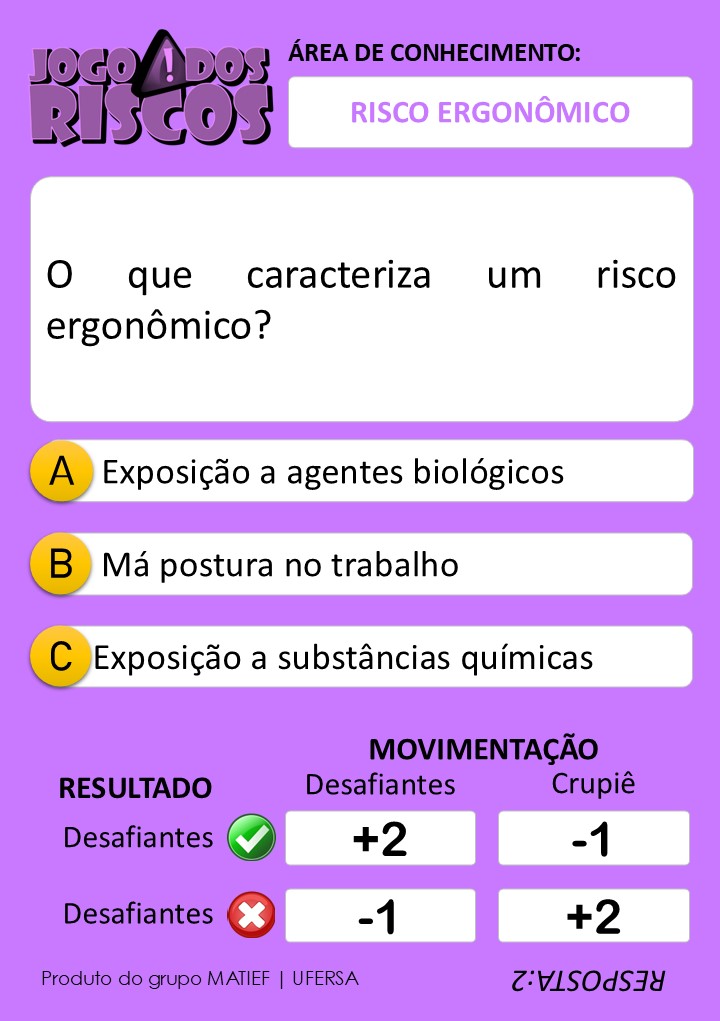 JOGO DOS
RISCOS
ÁREA DE CONHECIMENTO:
RISCO ERGONÔMICO
O que caracteriza um risco
ergonômico?
A Exposição a agentes biológicos
B Má postura no trabalho
C Exposição a substâncias químicas
MOVIMENTAÇÃO
RESULTADO Desafiantes Crupiê
Desafiantes +2 -1
Desafiantes -1 +2
Produto do grupo MATIEF | UFERSA
RESPOSTA:2